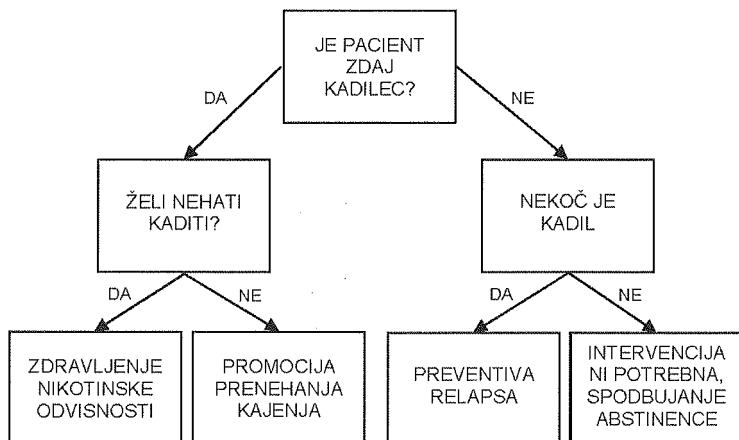 JE PACIENT
ZDAJ
KADILEC?
DA
NE
ŽELI NEHATI
KADITI?
NEKOČ JE
KADIL
DA
NE
DA
NE
ZDRAVLJENJE
NIKOTINSKE
ODVISNOSTI
PROMOCIJA
PRENEHANJA
KAJENJA
PREVENTIVA
RELAPSA
INTERVENCIJA
NI POTREBNA,
SPODBUJANJE
ABSTINENCE